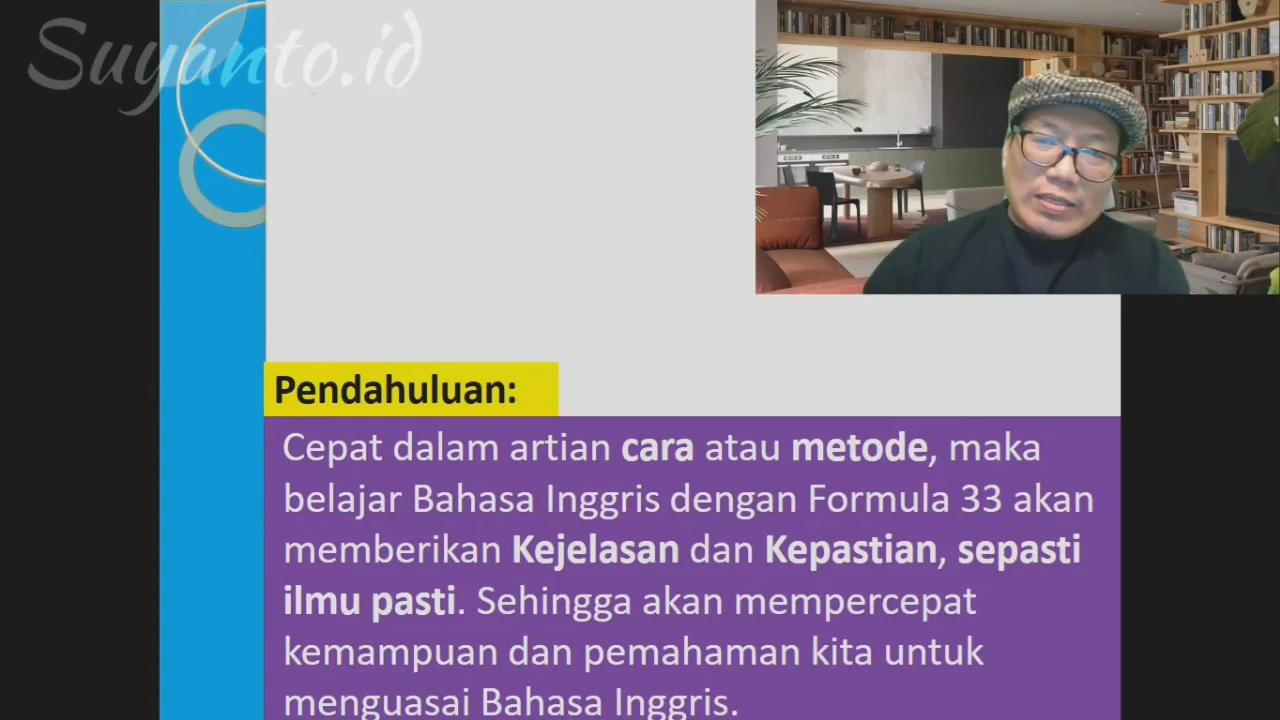 Suyanto.id
Pendahuluan:
Cepat dalam artian cara atau metode, maka
belajar Bahasa Inggris dengan Formula 33 akan
memberikan Kejelasan dan Kepastian, sepasti
ilmu pasti. Sehingga akan mempercepat
kemampuan dan pemahaman kita untuk
menguasai Bahasa Inggris.